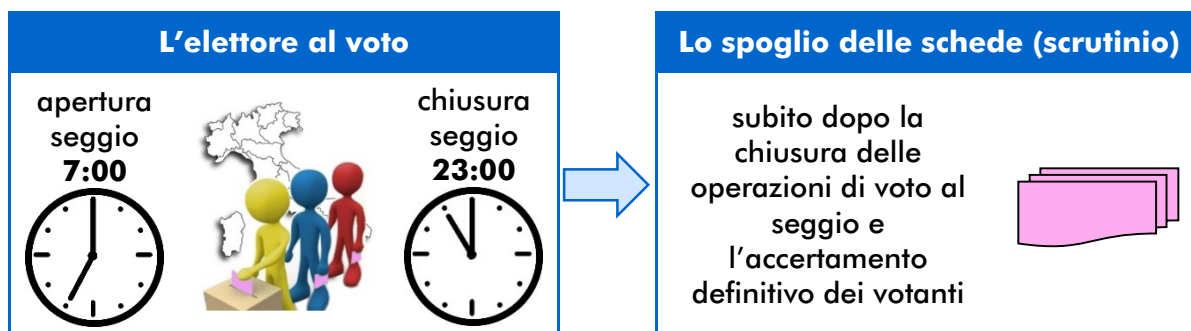 L'elettore al voto
apertura
seggio
7:00
chiusura
seggio
23:00
Lo spoglio delle schede (scrutinio)
subito dopo la
chiusura delle
operazioni di voto al
seggio e
l'accertamento
definitivo dei votanti